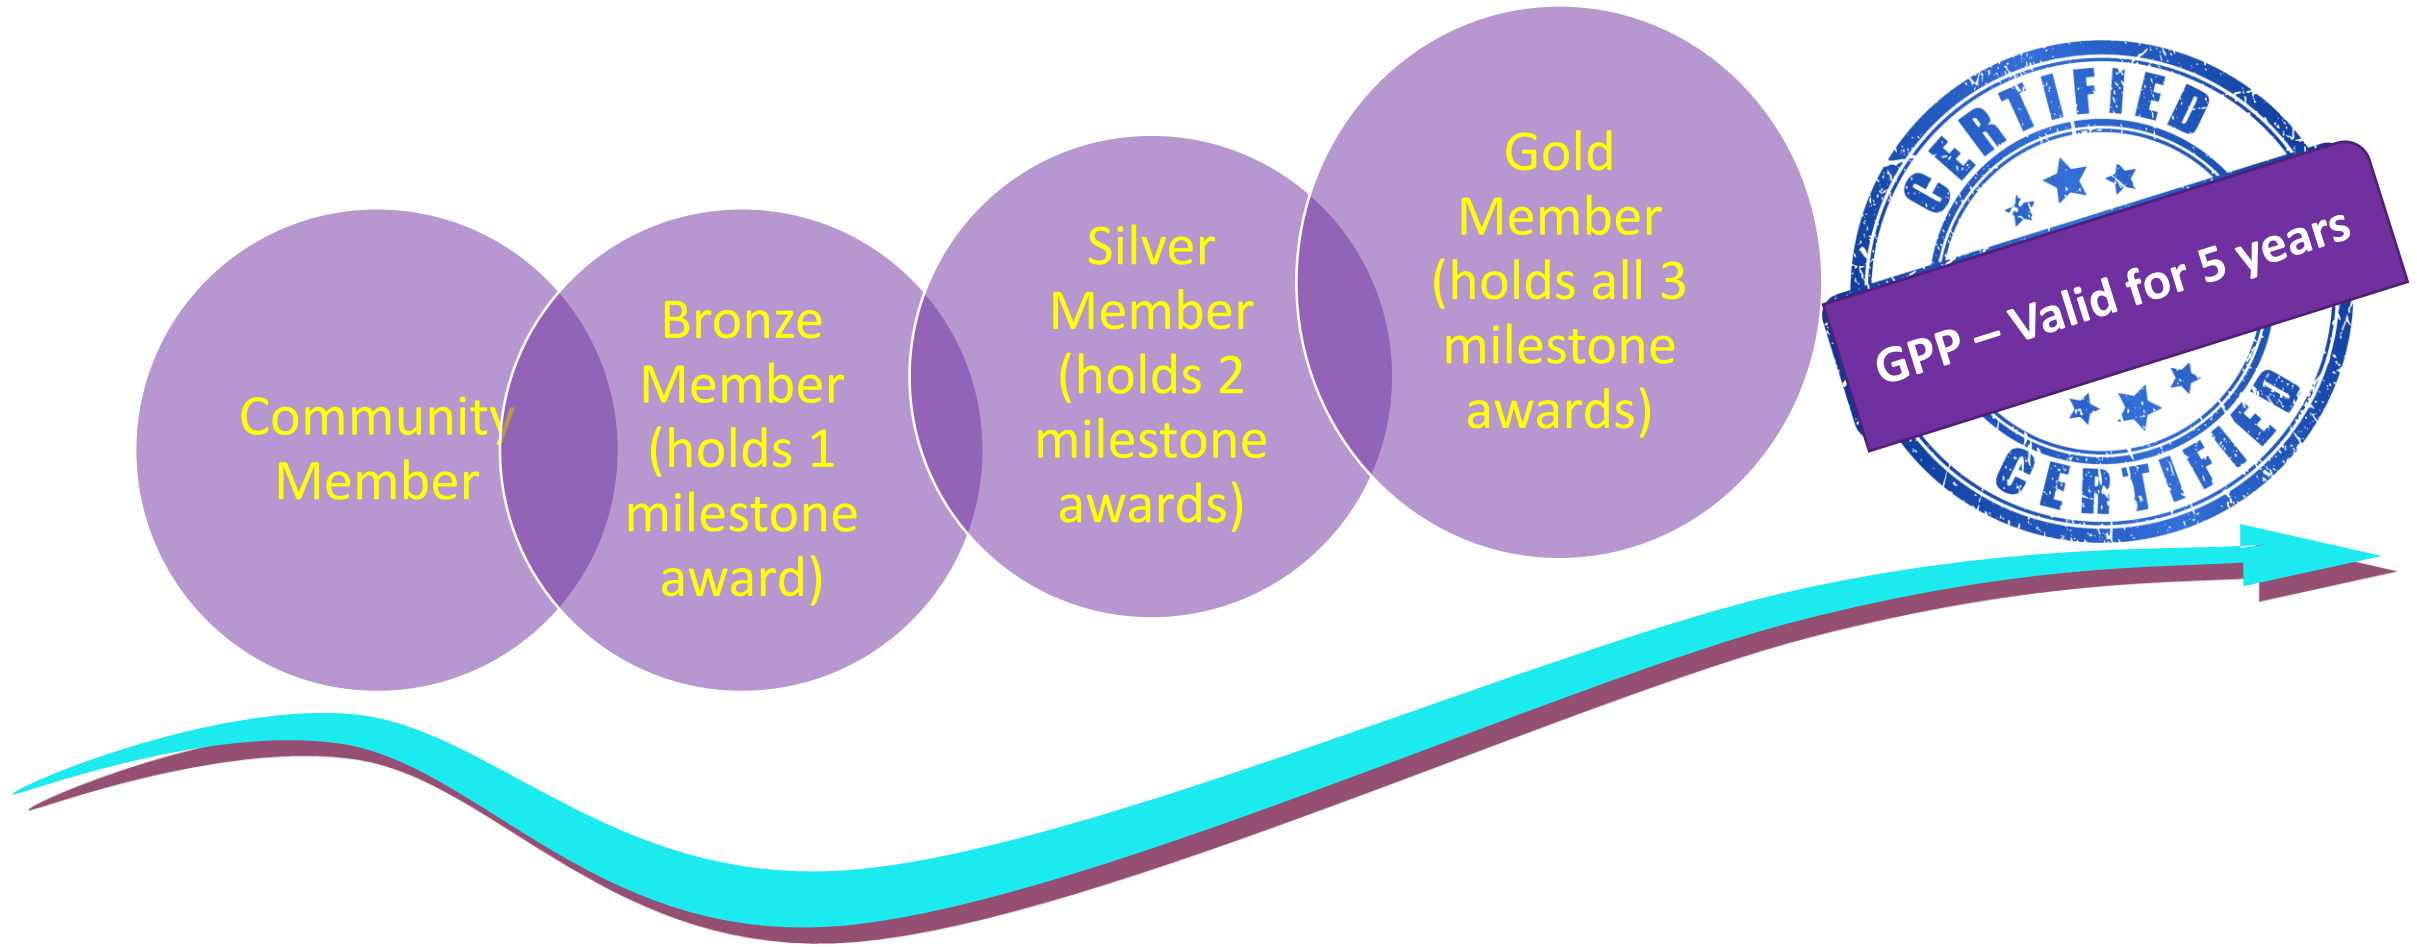 Community
Member
Bronze
Member
(holds 1
milestone
award)
Silver
Member
(holds 2
milestone
awards)
Gold
Member
(holds all 3
milestone
awards)
CERTIFIED
GPP – Valid for 5 years
CERTIFIED